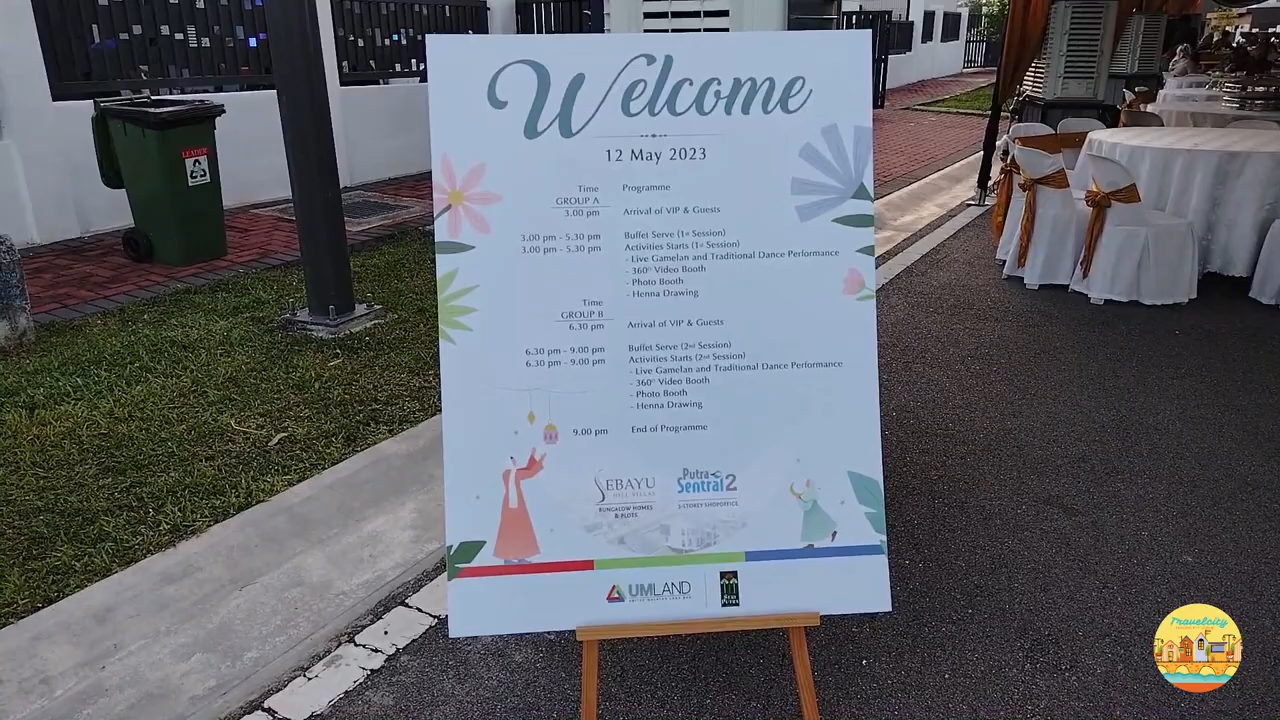 Welcome
12 May 2023
Time Programme
GROUP A
3.00 pm Arrival of VIP & Guests
3.00 pm - 5.30 pm Buffet Serve (1st Session)
3.00 pm - 5.30 pm Activities Starts (1st Session)
- Live Gamelan and Traditional Dance Performance
- 360° Video Booth
- Photo Booth
- Henna Drawing
Time
GROUP B
6.30 pm Arrival of VIP & Guests
6.30 pm - 9.00 pm Buffet Serve (2nd Session)
6.30 pm - 9.00 pm Activities Starts (2nd Session)
- Live Gamelan and Traditional Dance Performance
- 360° Video Booth
- Photo Booth
- Henna Drawing
9.00 pm End of Programme
SEBAYU
HILL VILLAS
BUNGALOW HOMES
& PLOTS
Putra
Sentral 2
3-STOREY SHOPOFFICE
UMLAND
LEADER
Travelcity